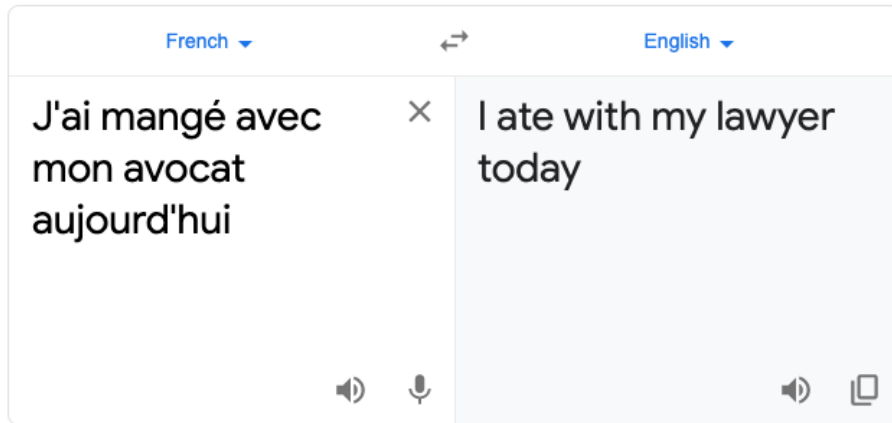 French English
J'ai mangé avec
mon avocat
aujourd'hui
I ate with my lawyer
today